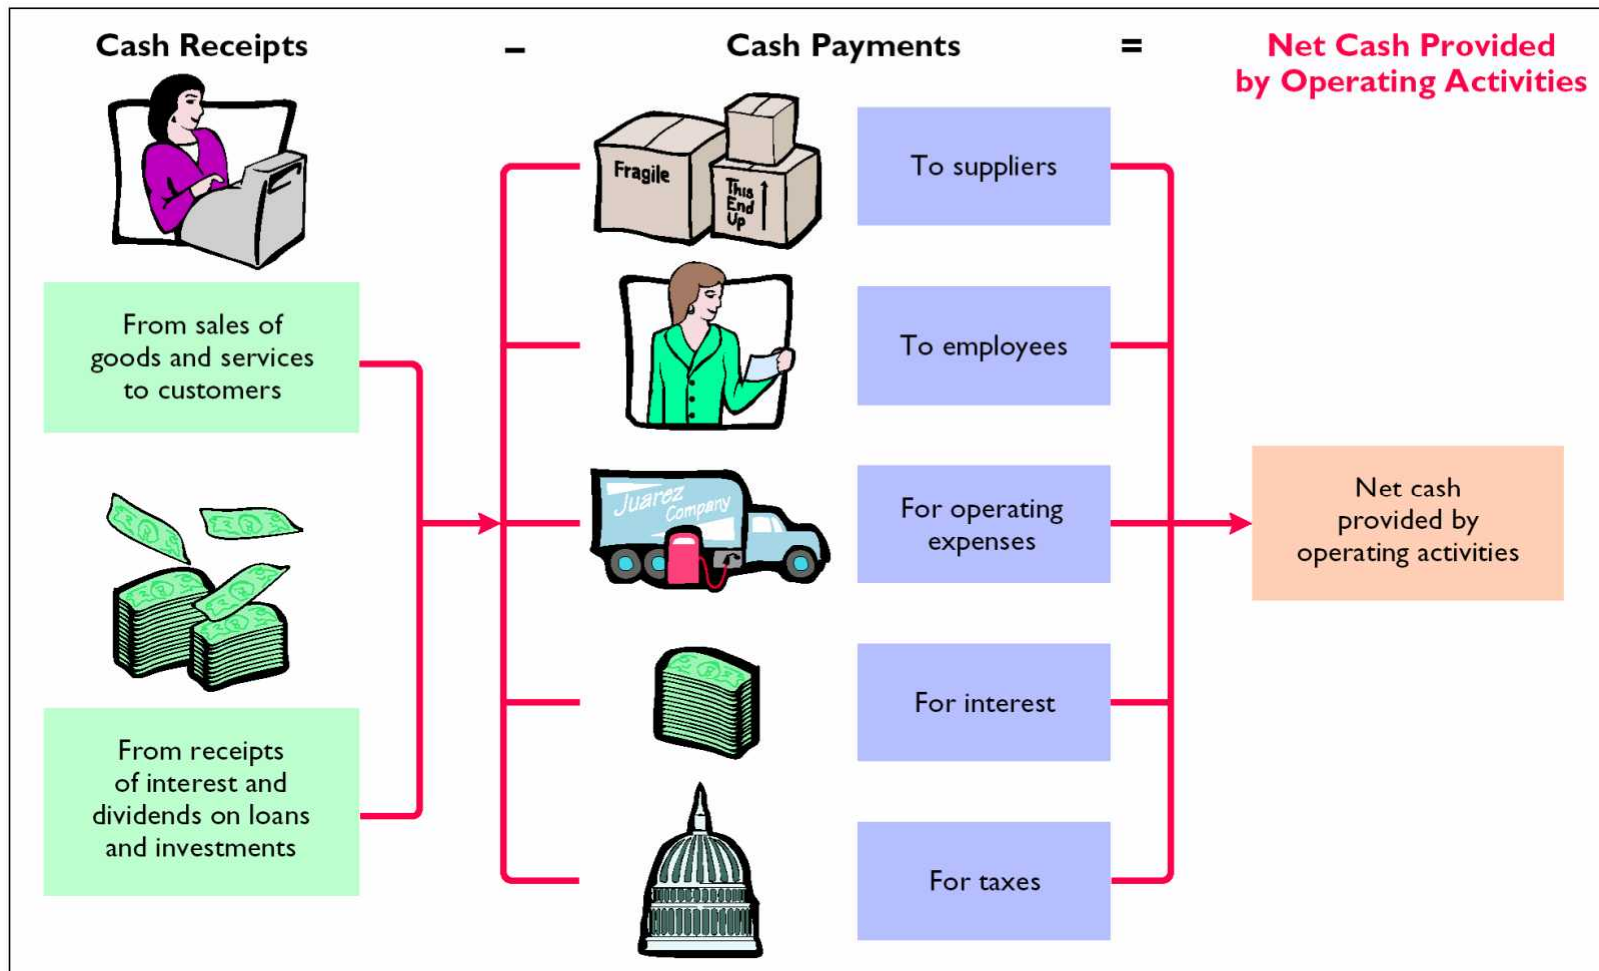 Cash Receipts
–
Cash Payments
=
Net Cash Provided
by Operating Activities
From sales of
goods and services
to customers
From receipts
of interest and
dividends on loans
and investments
Fragile
This
End
Up
To suppliers
To employees
Juarez
Company
For operating
expenses
For interest
For taxes
Net cash
provided by
operating activities